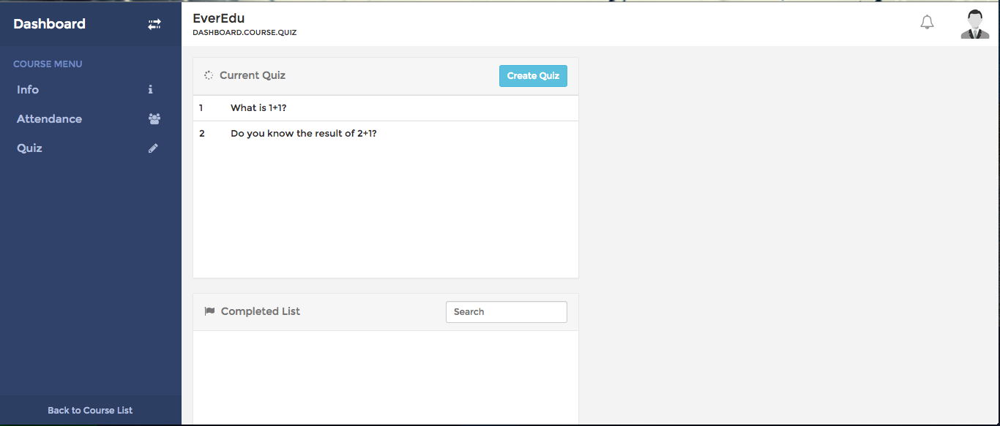 Dashboard
COURSE MENU
Info
Attendance
Quiz
Back to Course List
EverEdu
DASHBOARD.COURSE.QUIZ
Current Quiz
Create Quiz
1 What is 1+1?
2 Do you know the result of 2+1?
Completed List
Search